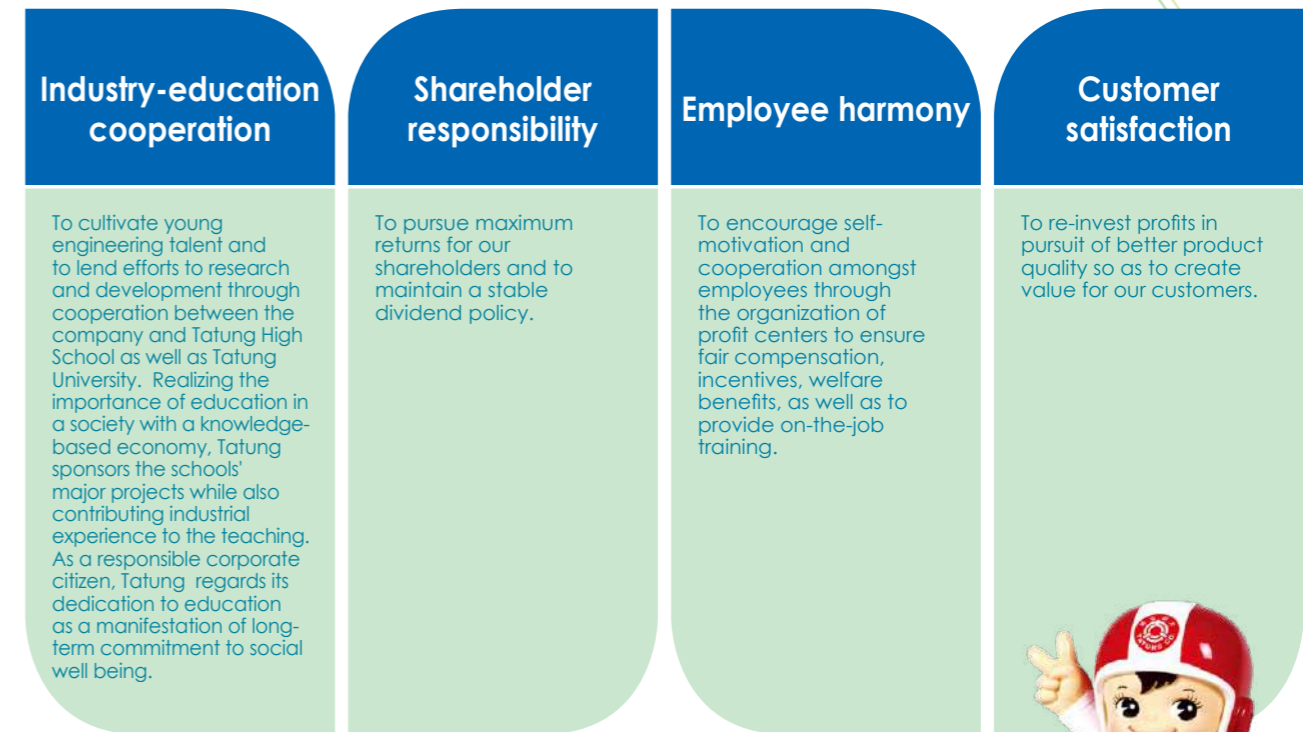 Industry-education
cooperation
To cultivate young
engineering talent and
to lend efforts to research
and development through
cooperation between the
company and Tatung High
School as well as Tatung
University.  Realizing the
importance of education in
a society with a knowledge-
based economy, Tatung
sponsors the schools'
major projects while also
contributing industrial
experience to the teaching.
As a responsible corporate
citizen, Tatung  regards its
dedication to education
as a manifestation of long-
term commitment to social
well being.
Shareholder
responsibility
To pursue maximum
returns for our
shareholders and to
maintain a stable
dividend policy.
Employee harmony
To encourage self-
motivation and
cooperation amongst
employees through
the organization of
profit centers to ensure
fair compensation,
incentives, welfare
benefits, as well as to
provide on-the-job
training.
Customer
satisfaction
To re-invest profits in
pursuit of better product
quality so as to create
value for our customers.
TATUNG CO.